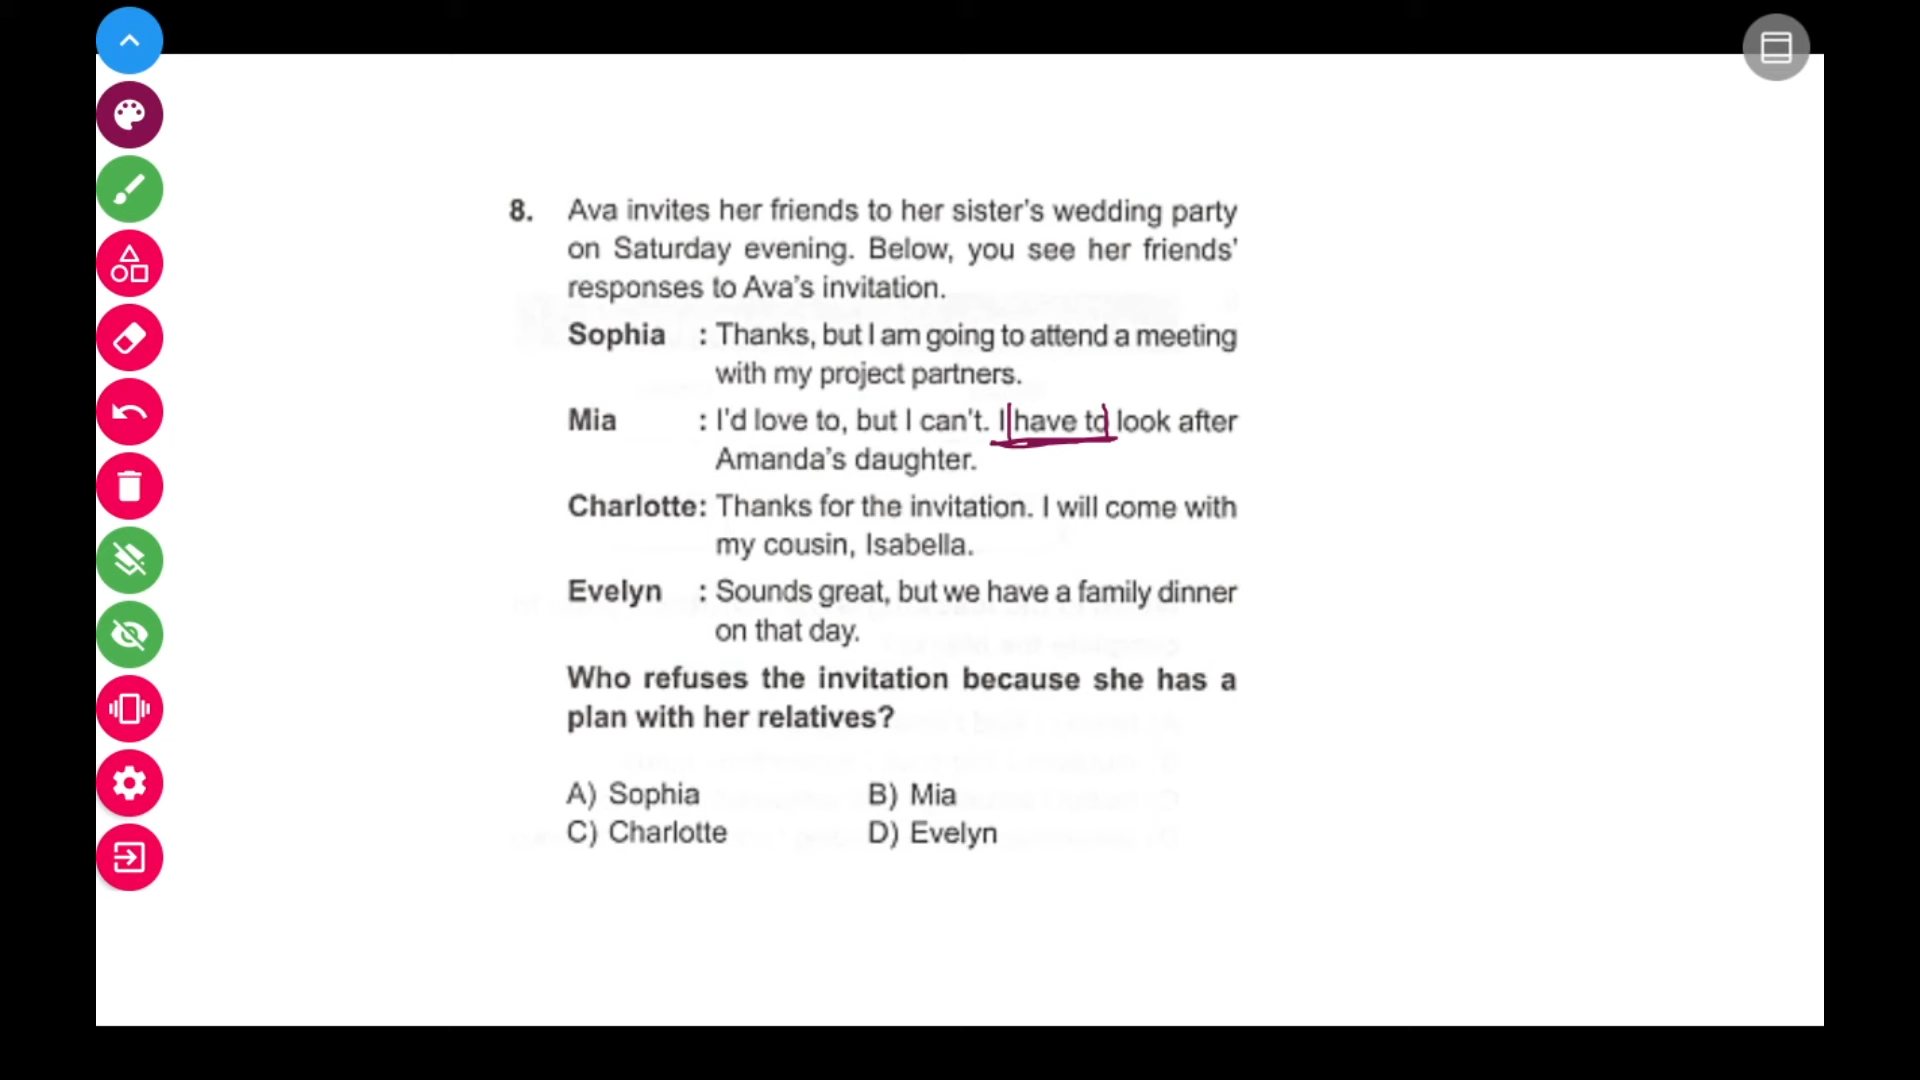 8. Ava invites her friends to her sister's wedding party
on Saturday evening. Below, you see her friends'
responses to Ava's invitation.
Sophia : Thanks, but I am going to attend a meeting
with my project partners.
Mia : I'd love to, but I can't. I have to look after
Amanda's daughter.
Charlotte: Thanks for the invitation. I will come with
my cousin, Isabella.
Evelyn : Sounds great, but we have a family dinner
on that day.
Who refuses the invitation because she has a
plan with her relatives?
A) Sophia B) Mia
C) Charlotte D) Evelyn